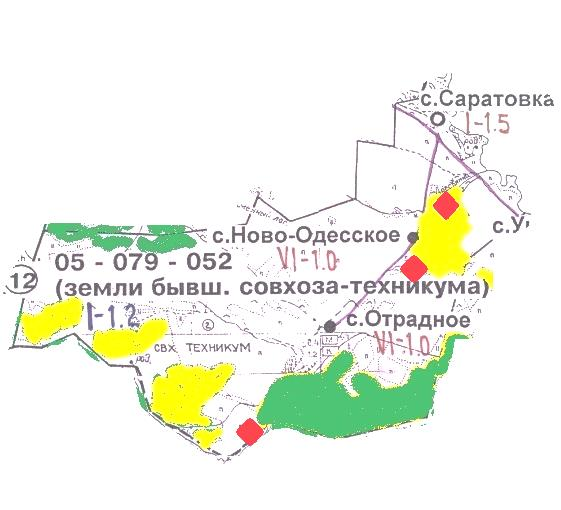 с.Саратовка
I-1.5
с.У
с.Ново-Одесское
VI-1.0
12
05 - 079 - 052
(земли бывш. совхоза-техникума)
I-1.2
с.Отрадное
VI-1.0
2
свх. ТЕХНИКУМ